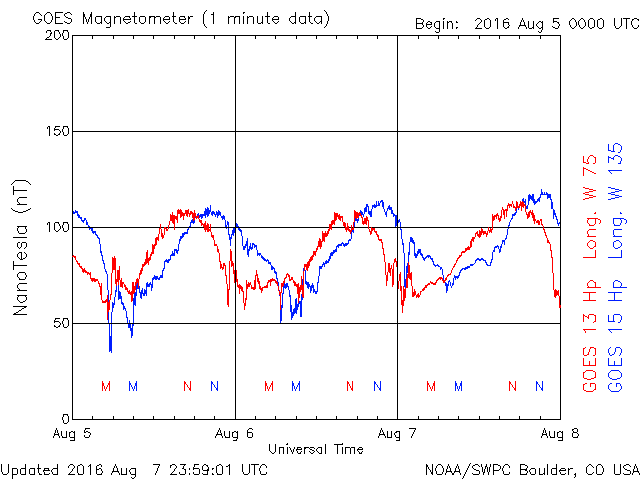 GOES Magnetometer (1 minute data)
Begin: 2016 Aug 5 0000 UTC
200
150
100
50
0
NanoTesla (nT)
M M N N M M N N M M N N
Aug 5 Aug 6 Aug 7 Aug 8
Universal Time
GOES 13 Hp Long. W 75
GOES 15 Hp Long. W 135
Updated 2016 Aug 7 23:59:01 UTC
NOAA/SWPC Boulder, CO USA